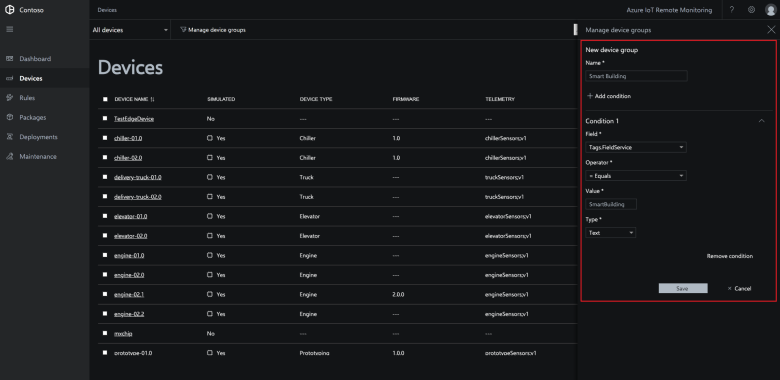 Contoso
Devices
Azure IoT Remote Monitoring
?
All devices
Manage device groups
Manage device groups
Dashboard
Devices
Rules
Packages
Deployments
Maintenance
Devices
DEVICE NAME SIMULATED DEVICE TYPE FIRMWARE TELEMETRY
TestEdgeDevice No --- --- ---
chiller-01.0 Yes Chiller 1.0 chillerSensors;v1
chiller-02.0 Yes Chiller 1.0 chillerSensors;v1
delivery-truck-01.0 Yes Truck --- truckSensors;v1
delivery-truck-02.0 Yes Truck --- truckSensors;v1
elevator-01.0 Yes Elevator --- elevatorSensors;v1
elevator-02.0 Yes Elevator --- elevatorSensors;v1
engine-01.0 Yes Engine --- engineSensors;v1
engine-02.0 Yes Engine --- engineSensors;v1
engine-02.1 Yes Engine 2.0.0 engineSensors;v1
engine-02.2 Yes Engine --- engineSensors;v1
mxchip No --- --- ---
prototype-01.0 Yes Prototyping 1.0.0 prototypeSensors;v1
New device group
Name *
Smart Building
+ Add condition
Condition 1
Field *
Tags.FieldService
Operator *
= Equals
Value *
SmartBuilding
Type *
Text
Remove condition
Save
× Cancel